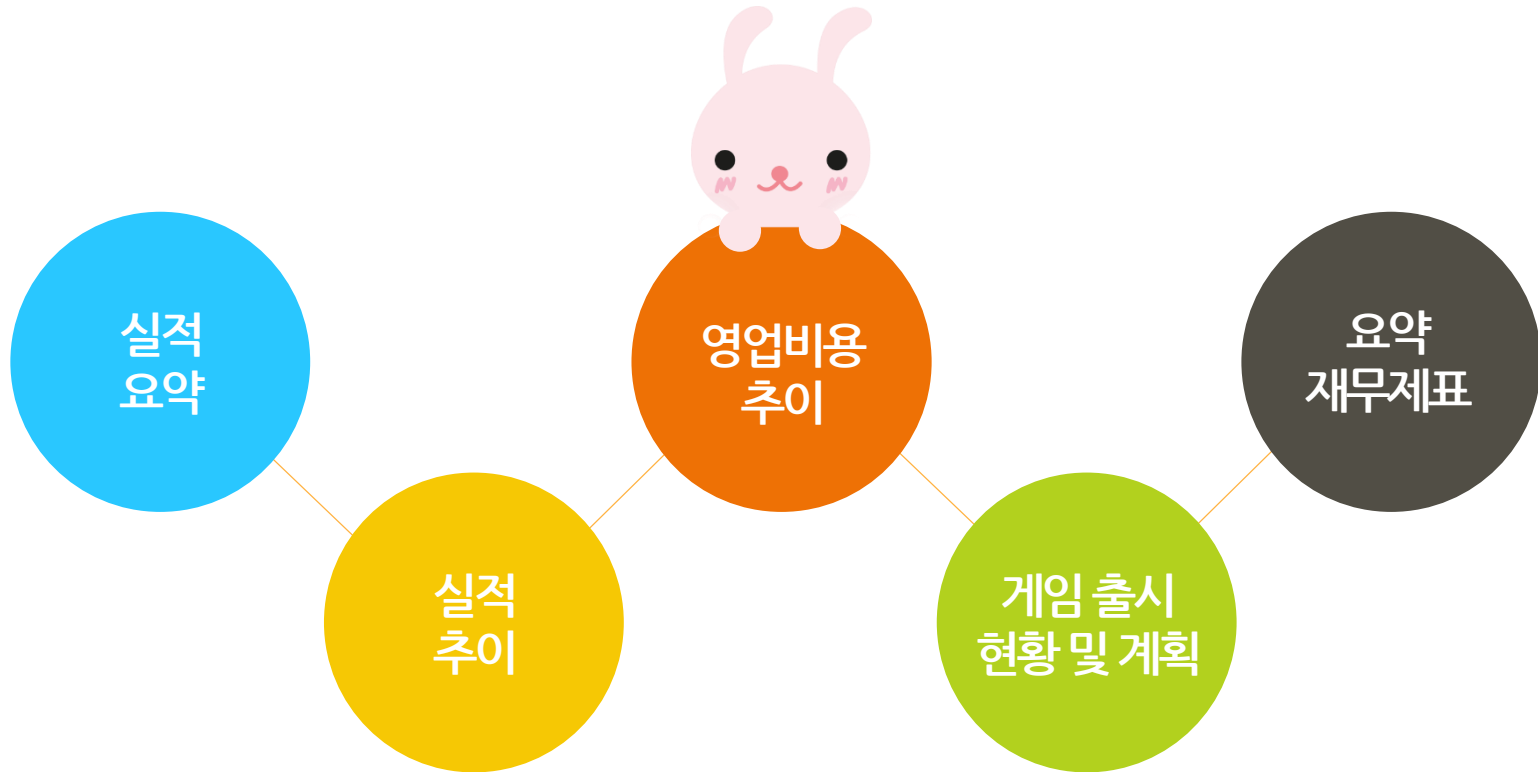 실적
요약
실적
추이
영업비용
추이
게임 출시
현황 및 계획
요약
재무제표